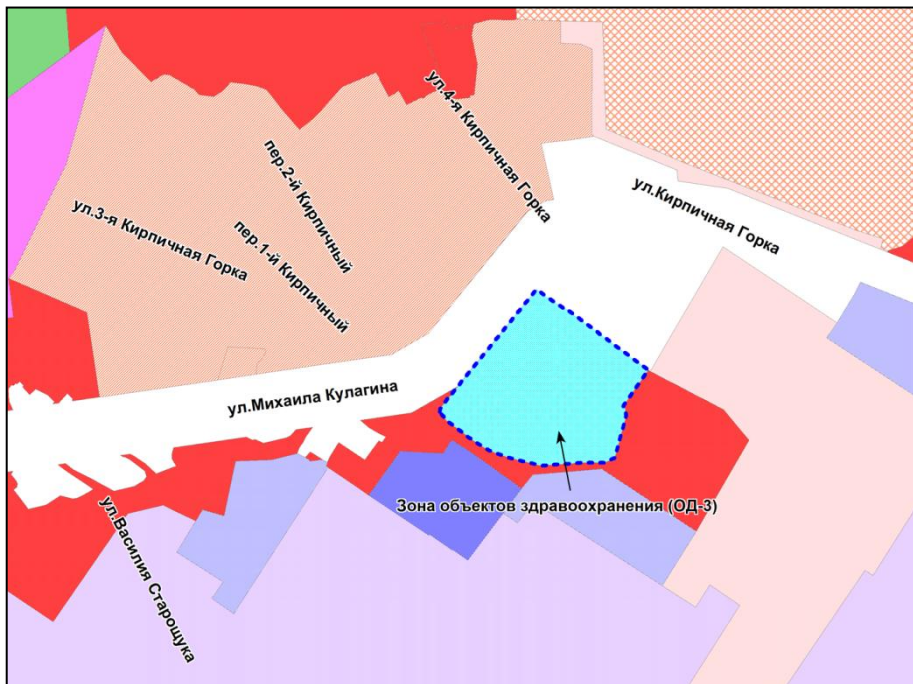 ул.4-я Кирпичная Горка
ул.Кирпичная Горка
пер.2-й Кирпичный
ул.3-я Кирпичная Горка
пер.1-й Кирпичный
ул.Михаила Кулагина
Зона объектов здравоохранения (ОД-3)
ул.Василия Старощука